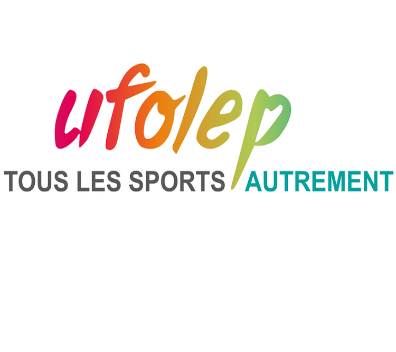 ufolep
TOUS LES SPORTS AUTREMENT